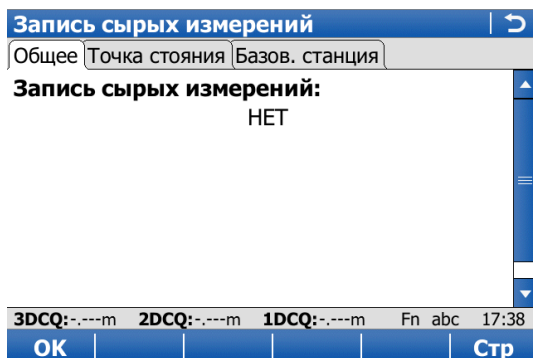 Запись сырых измерений
Общее Точка стояния Базов. станция
Запись сырых измерений:
НЕТ
3DCQ:-.---m 2DCQ:-.---m 1DCQ:-.---m Fn abc 17:38
OK Стр